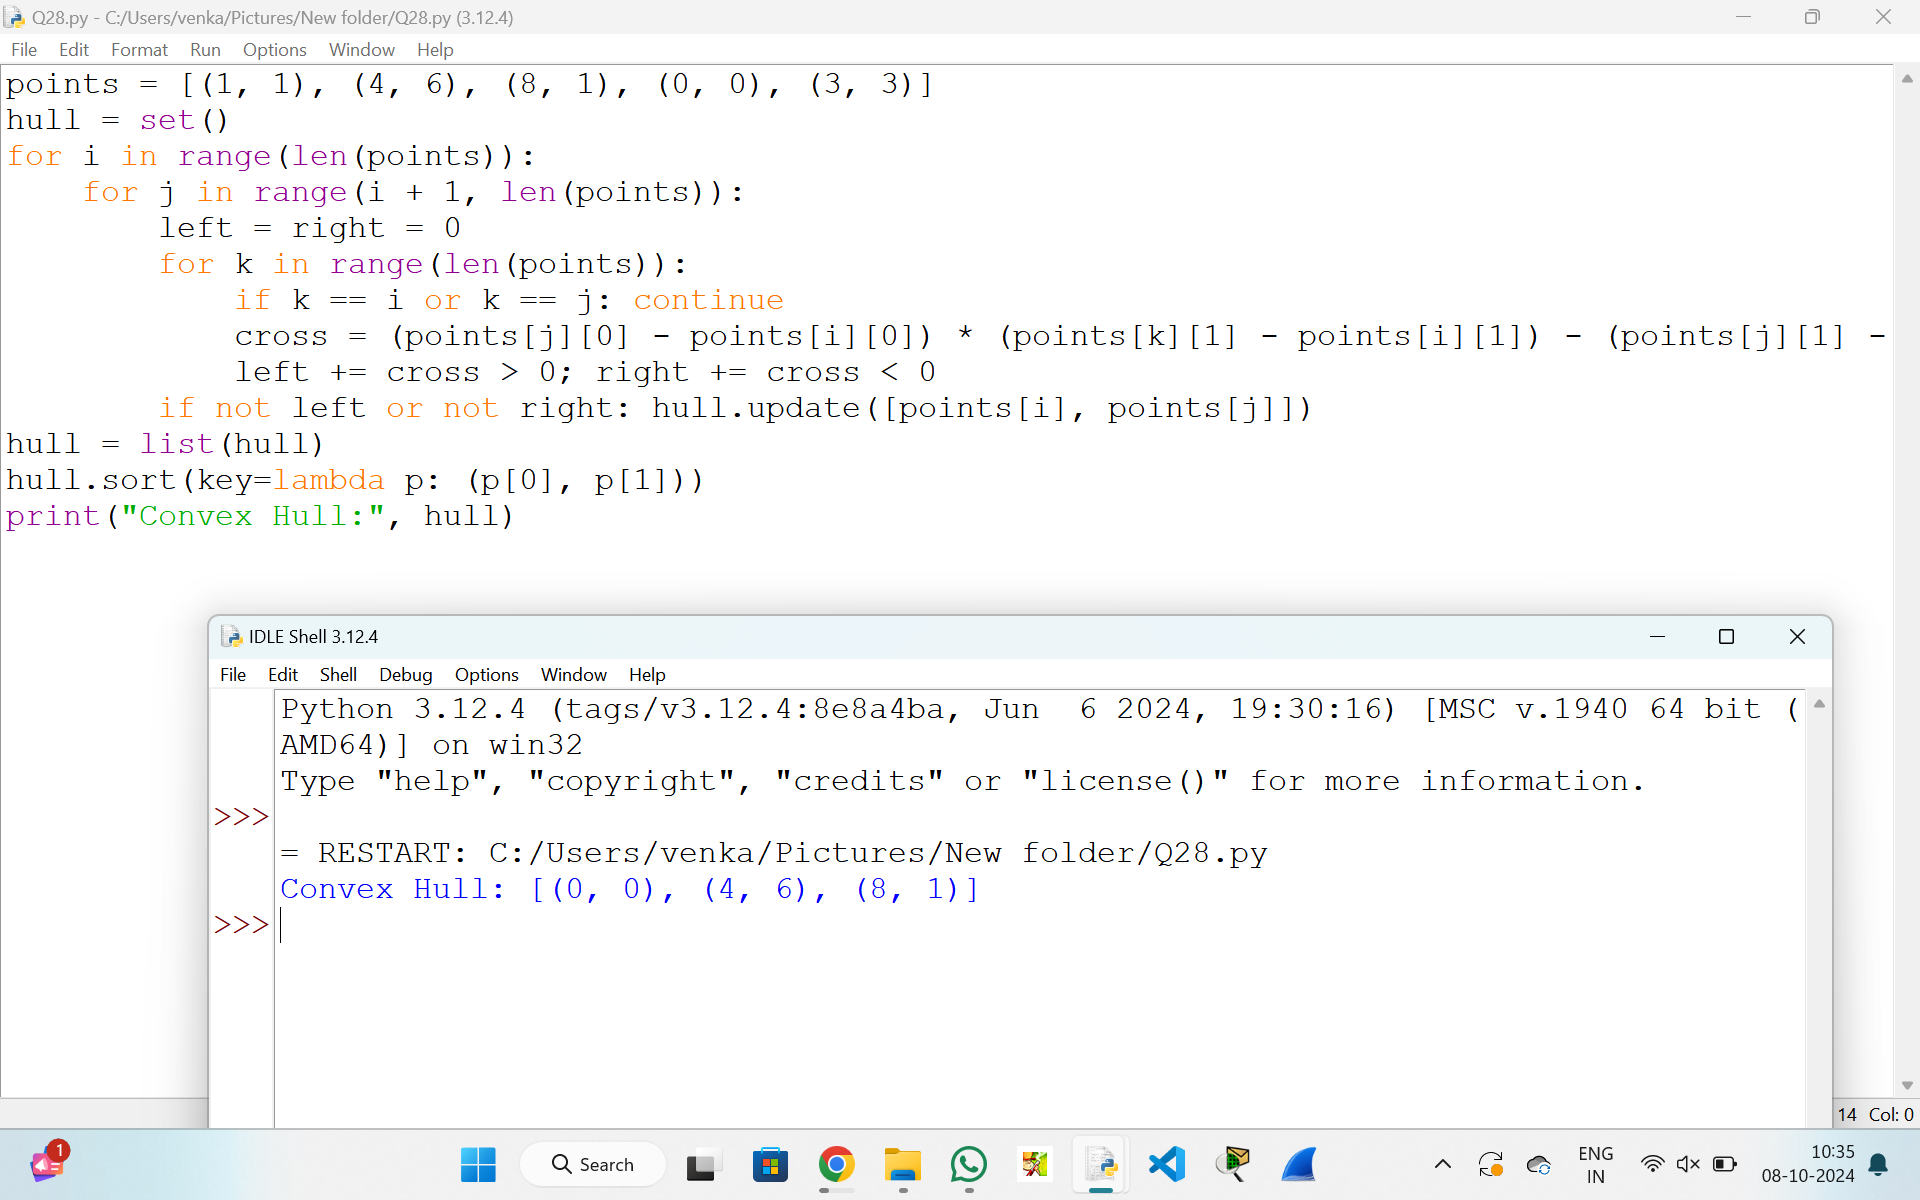 Q28.py - C:/Users/venka/Pictures/New folder/Q28.py (3.12.4)
File Edit Format Run Options Window Help
points = [(1, 1), (4, 6), (8, 1), (0, 0), (3, 3)]
hull = set()
for i in range(len(points)):
    for j in range(i + 1, len(points)):
        left = right = 0
        for k in range(len(points)):
            if k == i or k == j: continue
            cross = (points[j][0] - points[i][0]) * (points[k][1] - points[i][1]) - (points[j][1] -
            left += cross > 0; right += cross < 0
        if not left or not right: hull.update([points[i], points[j]])
hull = list(hull)
hull.sort(key=lambda p: (p[0], p[1]))
print("Convex Hull:", hull)
IDLE Shell 3.12.4
File Edit Shell Debug Options Window Help
Python 3.12.4 (tags/v3.12.4:8e8a4ba, Jun  6 2024, 19:30:16) [MSC v.1940 64 bit (
AMD64)] on win32
Type "help", "copyright", "credits" or "license()" for more information.
>>>
= RESTART: C:/Users/venka/Pictures/New folder/Q28.py
Convex Hull: [(0, 0), (4, 6), (8, 1)]
>>>
14 Col: 0
1
Search
ENG
IN
10:35
08-10-2024